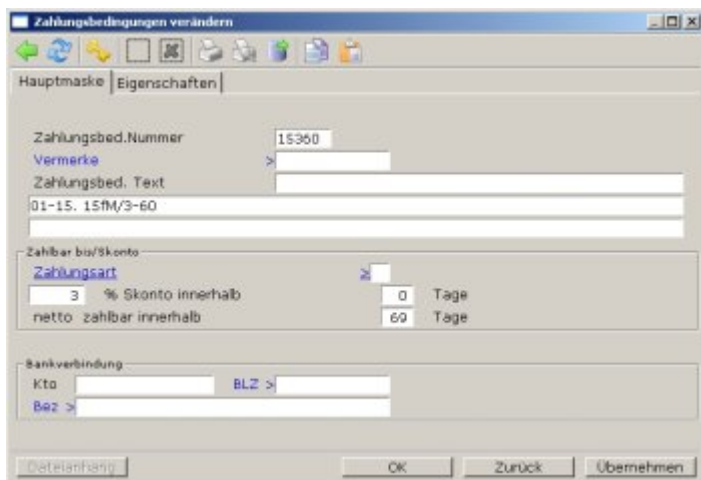 Zahlungsbedingungen verändern
Hauptmaske Eigenschaften
Zahlungsbed.Nummer 15360
Vermerke >
Zahlungsbed. Text
01-15. 15fM/3-60
Zahlbar bis/Skonto
Zahlungsart >
3 % Skonto innerhalb 0 Tage
netto zahlbar innerhalb 69 Tage
Bankverbindung
Kto BLZ >
Bez >
Dateianhang OK Zurück Übernehmen